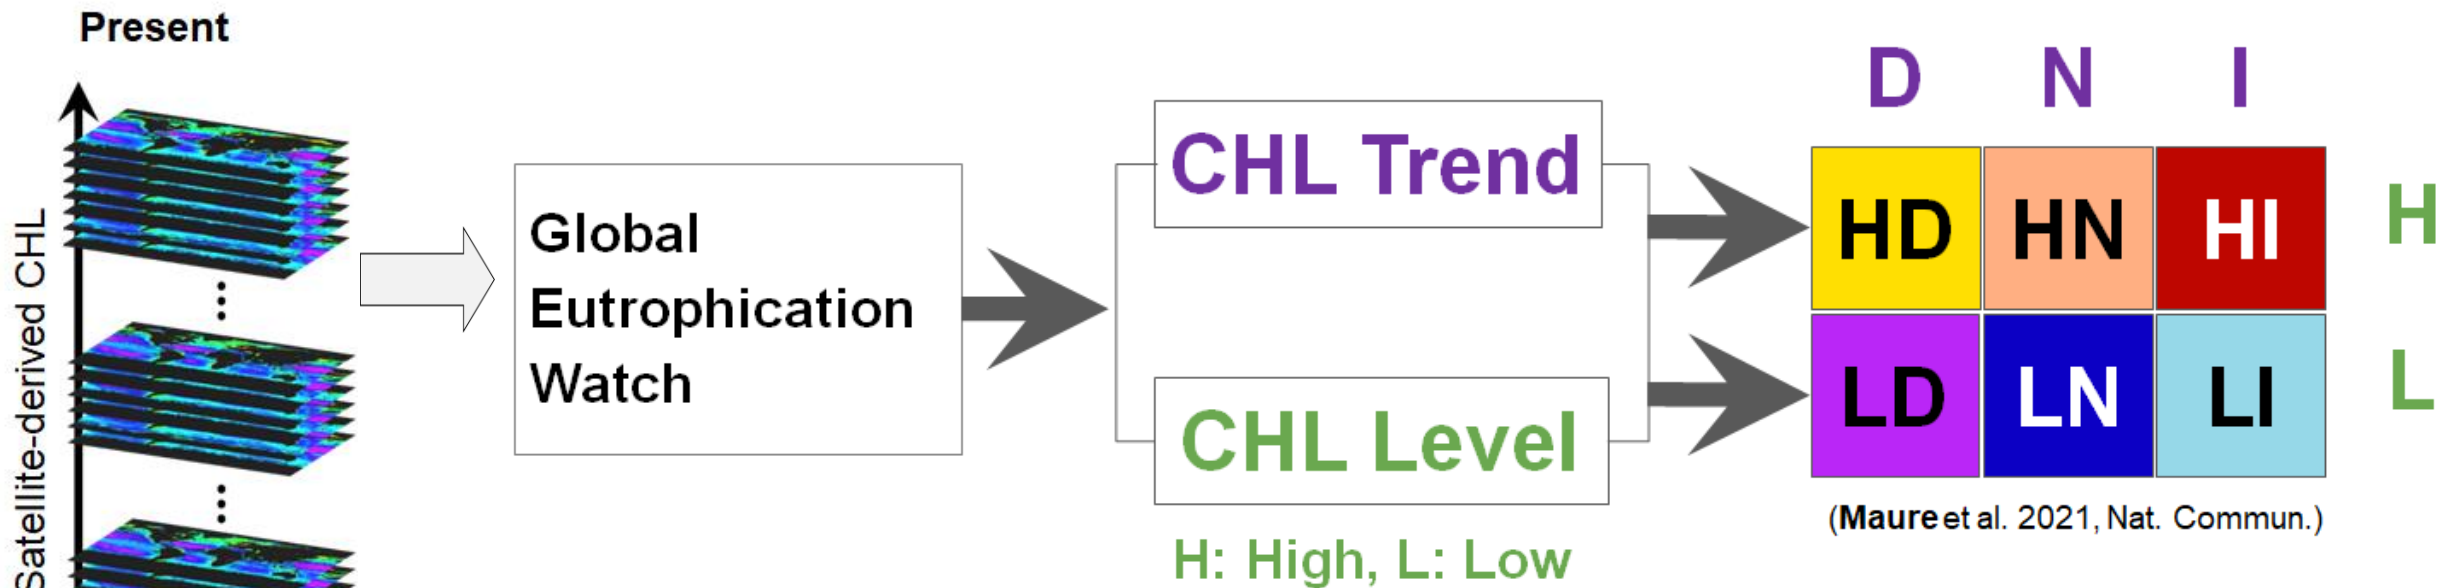 Present
Satellite-derived CHL
Global
Eutrophication
Watch
CHL Trend
CHL Level
H: High, L: Low
D N I
HD HN HI H
LD LN LI L
(Maure et al. 2021, Nat. Commun.)